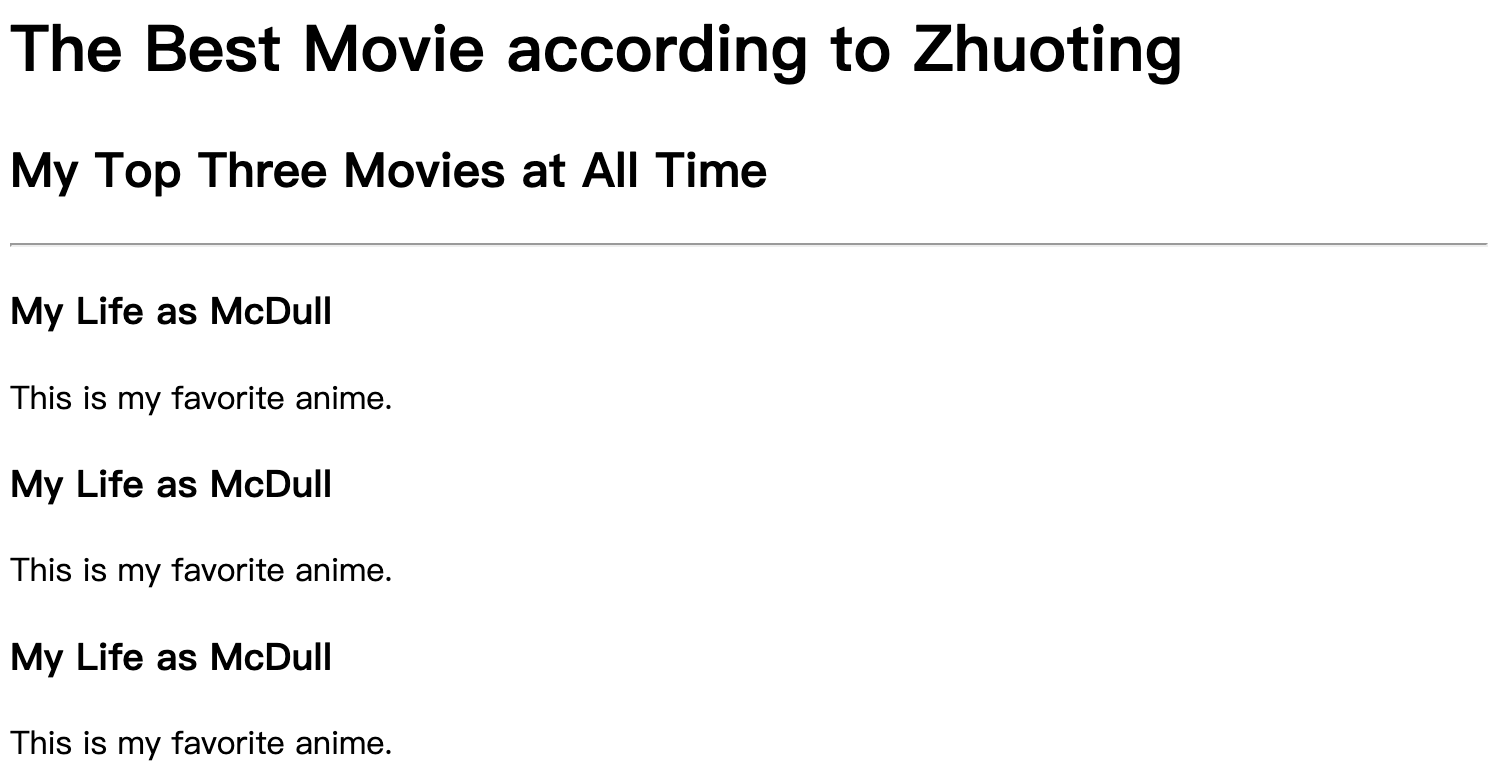 The Best Movie according to Zhuoting
My Top Three Movies at All Time
My Life as McDull
This is my favorite anime.
My Life as McDull
This is my favorite anime.
My Life as McDull
This is my favorite anime.